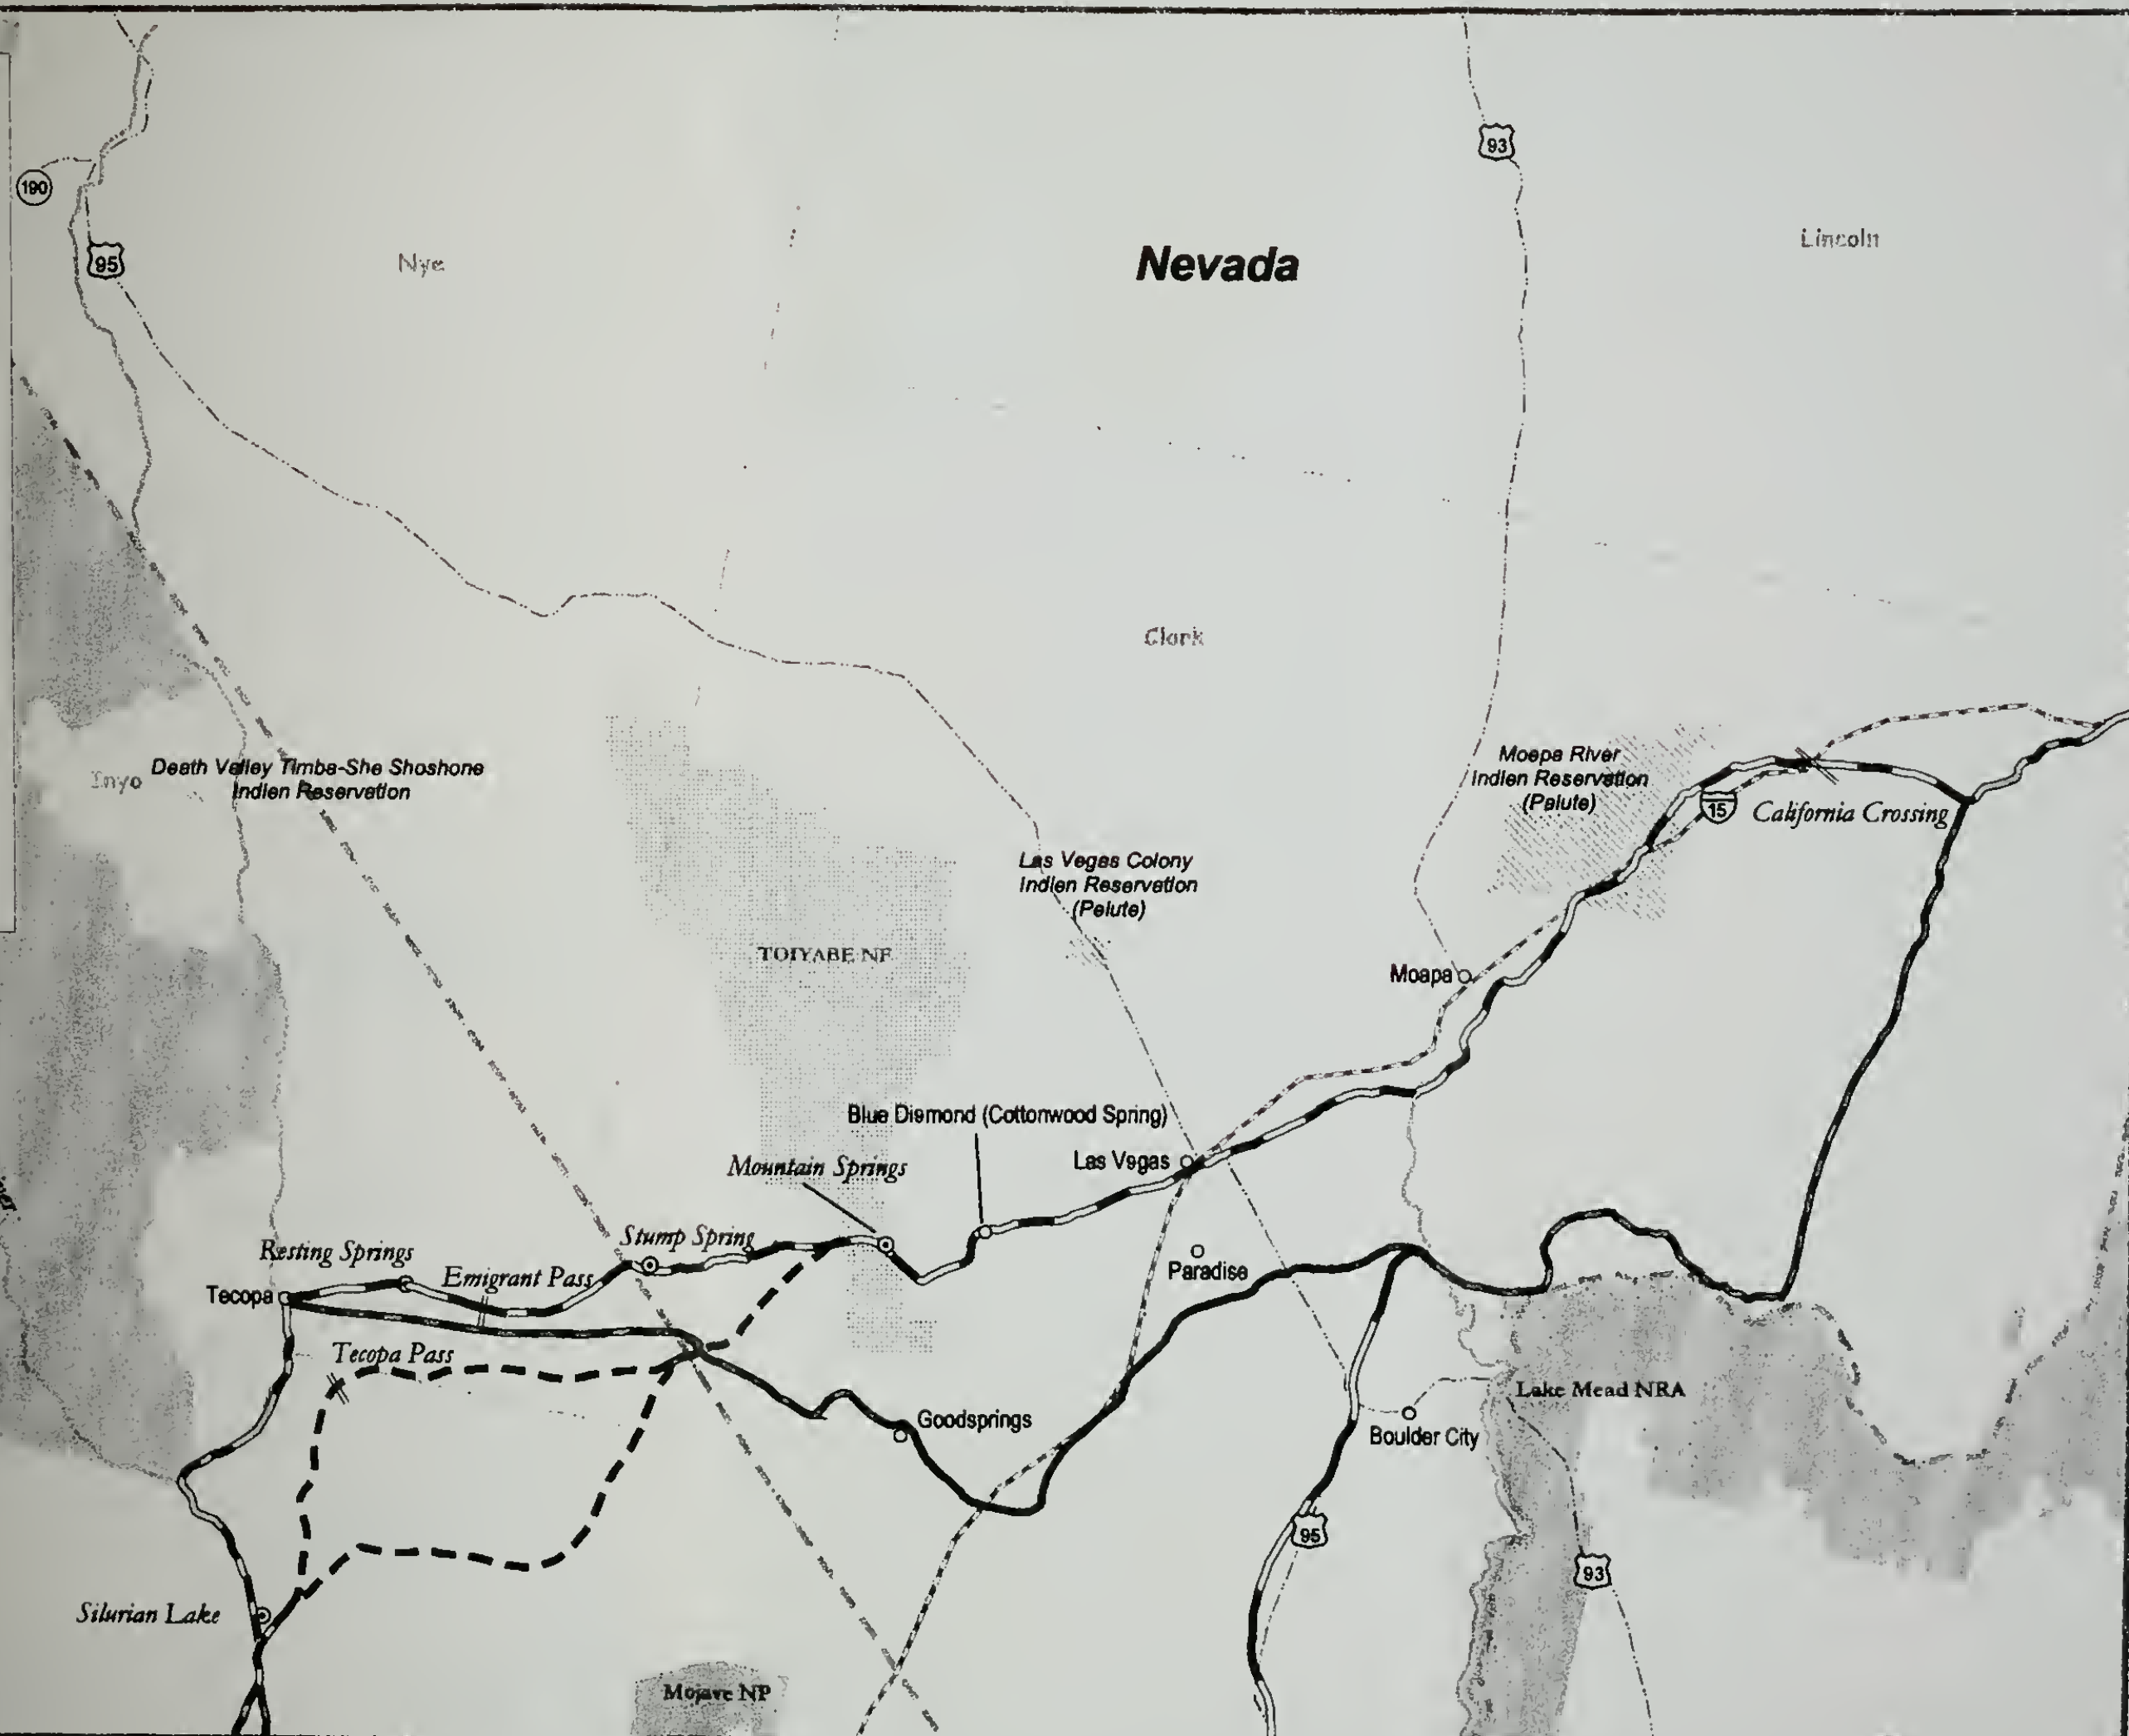 93
190
95
Nye
Nevada
Lincoln
Clark
Inyo
Death Valley Timba-She Shoshone
Indian Reservation
Moapa River
Indian Reservation
(Paiute)
15
California Crossing
Las Vegas Colony
Indian Reservation
(Paiute)
TOIYABE NF
Moapa
Blue Diamond (Cottonwood Spring)
Mountain Springs
Las Vegas
Stump Spring
Resting Springs
Emigrant Pass
Paradise
Tecopa
Tecopa Pass
Lake Mead NRA
Goodsprings
Boulder City
95
93
Silurian Lake
Mojave NP